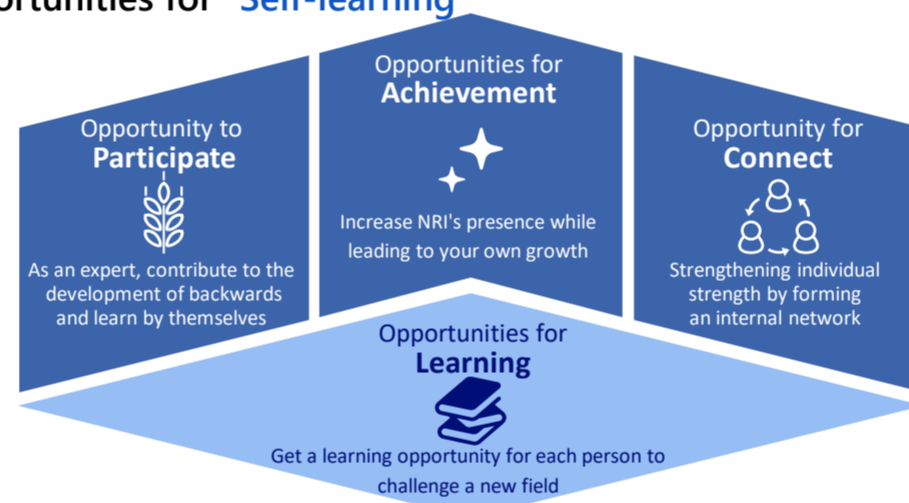 Self-learning
Opportunity to
Participate
As an expert, contribute to the
development of backwards
and learn by themselves
Opportunities for
Achievement
Increase NRI's presence while
leading to your own growth
Opportunity for
Connect
Strengthening individual
strength by forming
an internal network
Opportunities for
Learning
Get a learning opportunity for each person to
challenge a new field